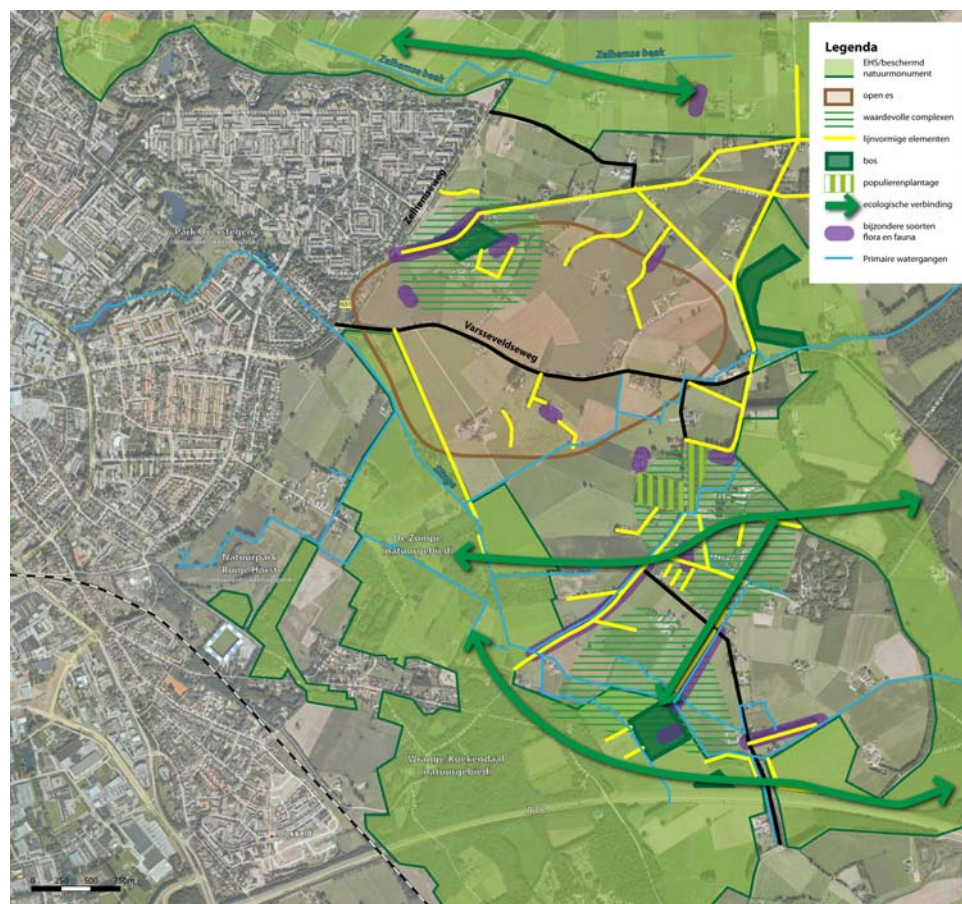 Legenda
EHS/beschermd
natuurmonument
open es
waardevolle complexen
lijnvormige elementen
bos
populierenplantage
ecologische verbinding
bijzondere soorten
flora en fauna
Primaire watergangen
Zelhemse beek
Zelhemse beek
Zelhemseweg
Park Overstegen
Varsseveldseweg
De Zumpe
natuurgebied
Natuurpark
Ruige Horst
Wrange-Koekendaal
natuurgebied
A18
0 250 500 750m